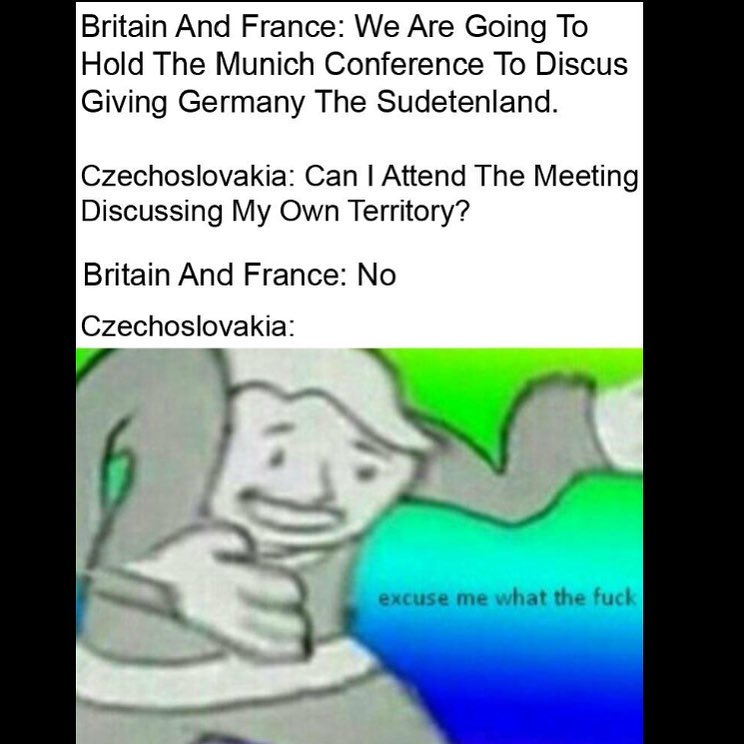 Britain And France: We Are Going To
Hold The Munich Conference To Discus
Giving Germany The Sudetenland.
Czechoslovakia: Can I Attend The Meeting
Discussing My Own Territory?
Britain And France: No
Czechoslovakia:
excuse me what the fuck